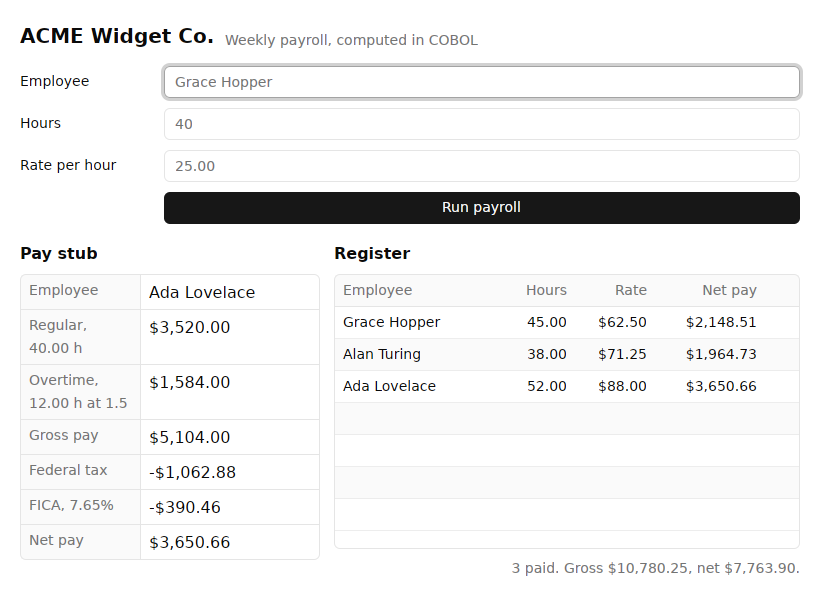 ACME Widget Co. Weekly payroll, computed in COBOL
Employee Grace Hopper
Hours 40
Rate per hour 25.00
Run payroll
Pay stub
Employee Ada Lovelace
Regular,
40.00 h $3,520.00
Overtime,
12.00 h at 1.5 $1,584.00
Gross pay $5,104.00
Federal tax -$1,062.88
FICA, 7.65% -$390.46
Net pay $3,650.66
Register
Employee Hours Rate Net pay
Grace Hopper 45.00 $62.50 $2,148.51
Alan Turing 38.00 $71.25 $1,964.73
Ada Lovelace 52.00 $88.00 $3,650.66
3 paid. Gross $10,780.25, net $7,763.90.